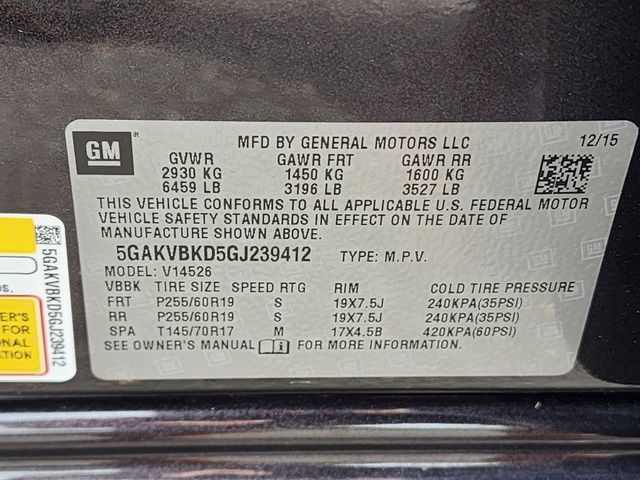 GM
MFD BY GENERAL MOTORS LLC 12/15
GVWR GAWR FRT GAWR RR
2930 KG 1450 KG 1600 KG
6459 LB 3196 LB 3527 LB
THIS VEHICLE CONFORMS TO ALL APPLICABLE U.S. FEDERAL MOTOR
VEHICLE SAFETY STANDARDS IN EFFECT ON THE DATE OF
MANUFACTURE SHOWN ABOVE.
5GAKVBKD5GJ239412 TYPE: M.P.V.
MODEL: V14526
VBBK TIRE SIZE SPEED RTG RIM COLD TIRE PRESSURE
FRT P255/60R19 S 19X7.5J 240KPA(35PSI)
RR P255/60R19 S 19X7.5J 240KPA(35PSI)
SPA T145/70R17 M 17X4.5B 420KPA(60PSI)
SEE OWNER'S MANUAL FOR MORE INFORMATION.
5GAKVBKD5GJ239412
FOR